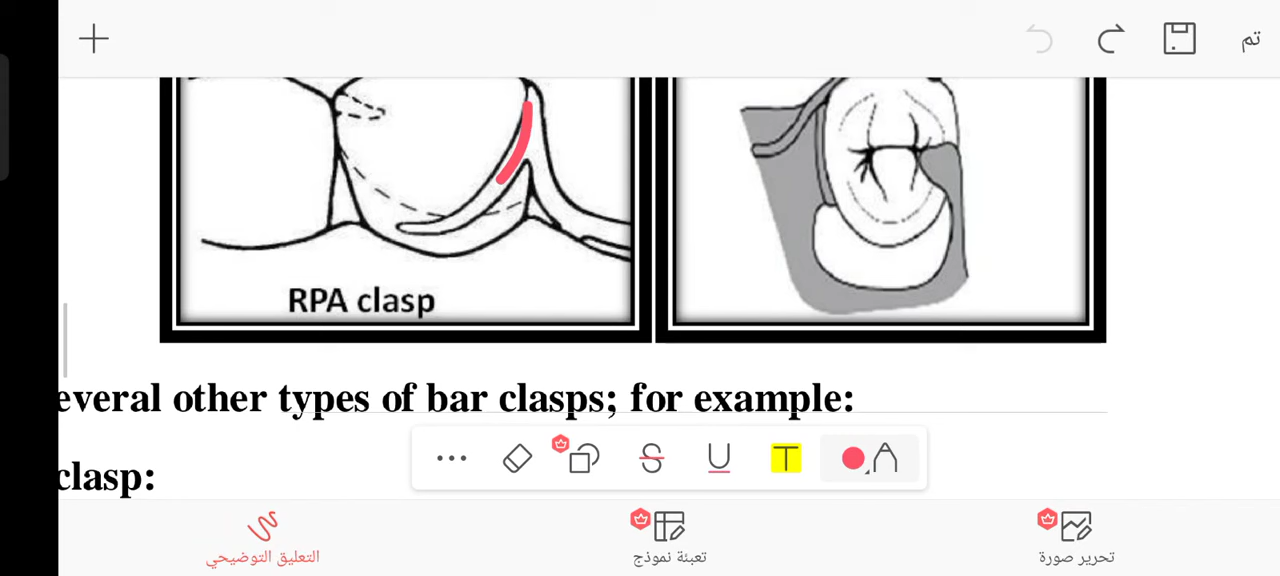 تم
RPA clasp
everal other types of bar clasps; for example:
clasp:
التعليق التوضيحي
تعبئة نموذج
تحرير صورة